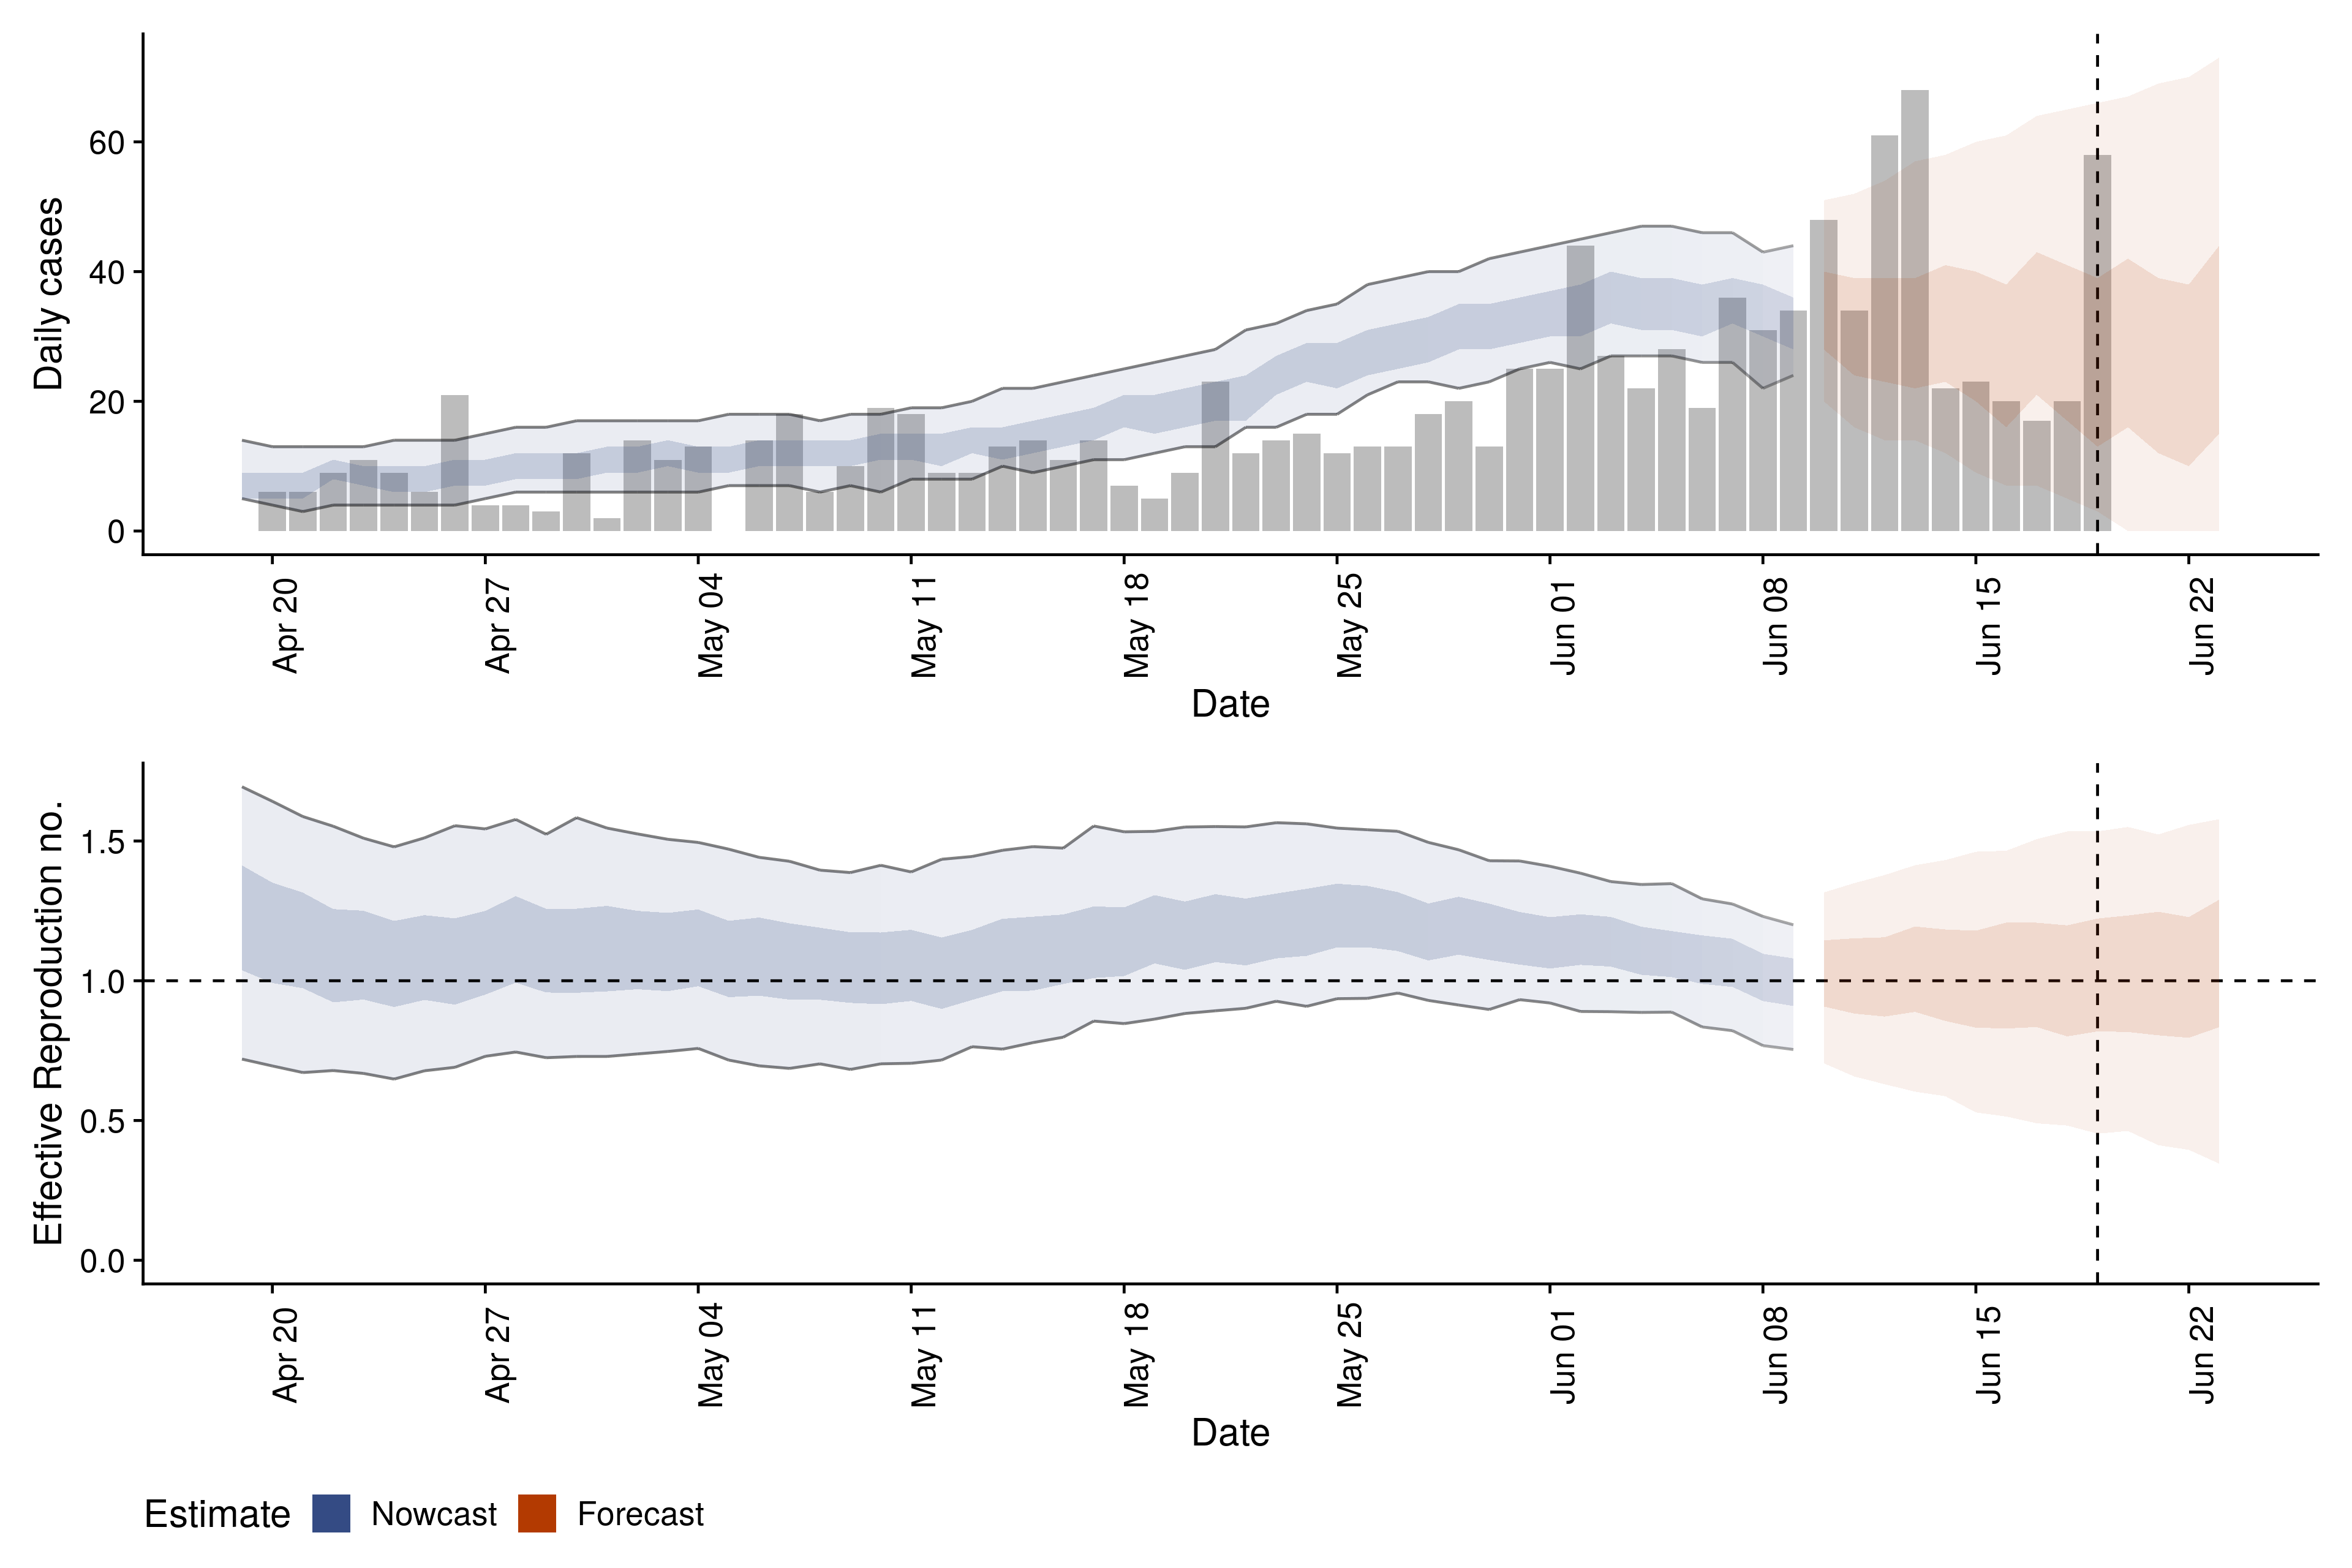 Daily cases
60
40
20
0
Apr 20
Apr 27
May 04
May 11
May 18
May 25
Jun 01
Jun 08
Jun 15
Jun 22
Date
Effective Reproduction no.
1.5
1.0
0.5
0.0
Apr 20
Apr 27
May 04
May 11
May 18
May 25
Jun 01
Jun 08
Jun 15
Jun 22
Date
Estimate Nowcast Forecast